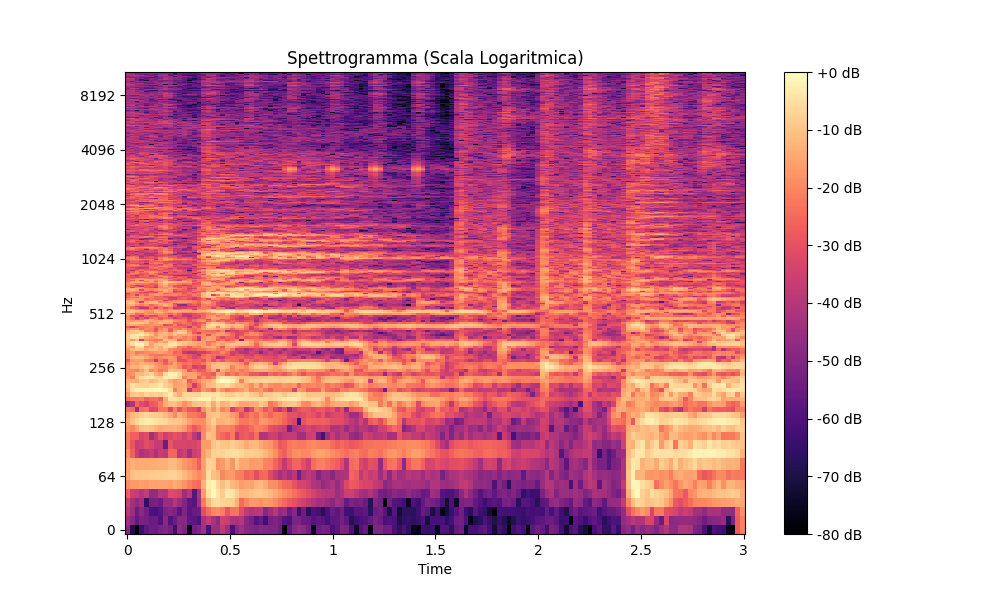 Spettrogramma (Scala Logaritmica)
8192
4096
2048
1024
512
256
128
64
0
Hz
0
0.5
1
1.5
2
2.5
3
Time
+0 dB
-10 dB
-20 dB
-30 dB
-40 dB
-50 dB
-60 dB
-70 dB
-80 dB